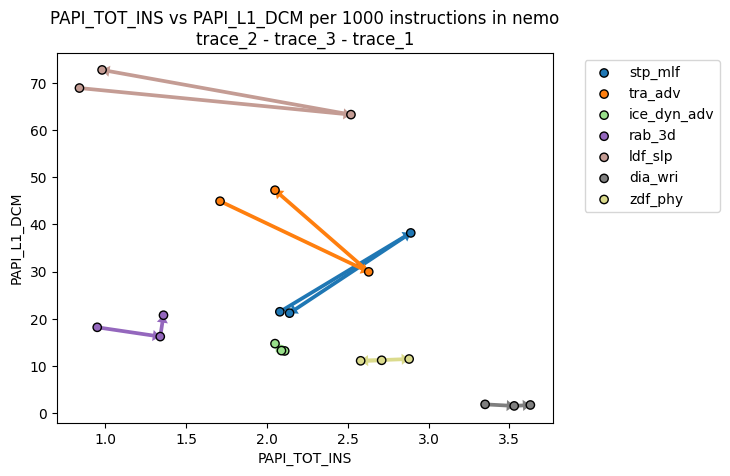 PAPI_TOT_INS vs PAPI_L1_DCM per 1000 instructions in nemo
trace_2 - trace_3 - trace_1
PAPI_L1_DCM
70
60
50
40
30
20
10
0
1.0 1.5 2.0 2.5 3.0 3.5
PAPI_TOT_INS
stp_mlf
tra_adv
ice_dyn_adv
rab_3d
ldf_slp
dia_wri
zdf_phy